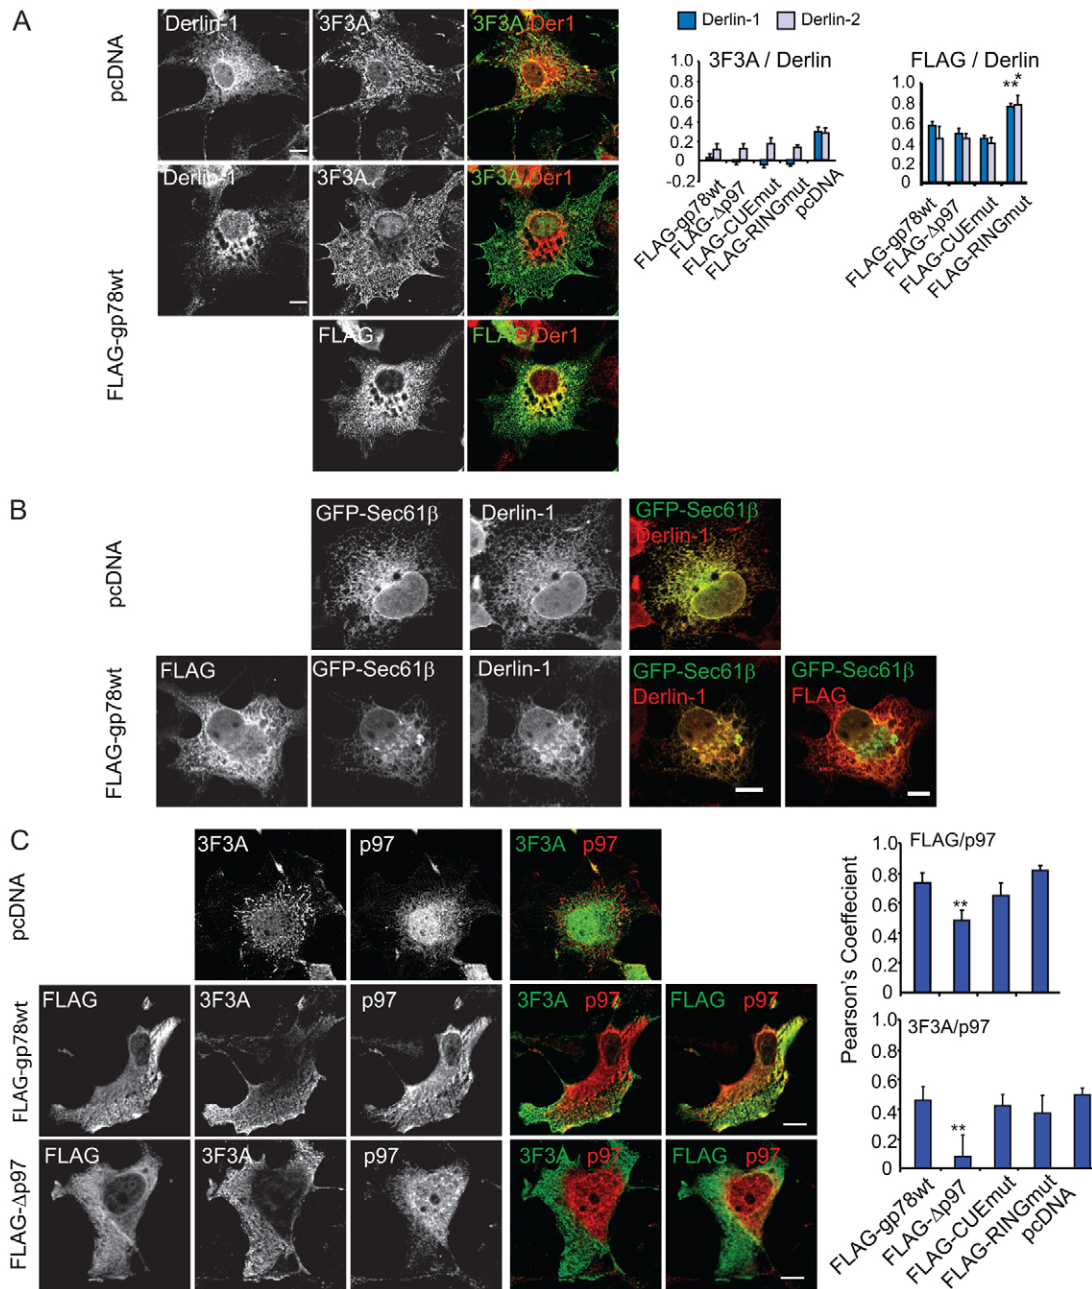 A
Derlin-1
3F3A
3F3A/Der1
pcDNA
Derlin-1
3F3A
3F3A/Der1
FLAG-gp78wt
FLAG
FLAG/Der1
Derlin-1
Derlin-2
3F3A / Derlin
1.0
0.8
0.6
0.4
0.2
0
-0.2
FLAG-gp78wt
FLAG-Δp97
FLAG-CUEmut
FLAG-RINGmut
pcDNA
FLAG / Derlin
1.0
0.8
0.6
0.4
0.2
0
**
*
FLAG-gp78wt
FLAG-Δp97
FLAG-CUEmut
FLAG-RINGmut
B
GFP-Sec61β
Derlin-1
GFP-Sec61β
Derlin-1
pcDNA
FLAG
GFP-Sec61β
Derlin-1
GFP-Sec61β
Derlin-1
GFP-Sec61β
FLAG
FLAG-gp78wt
C
3F3A
p97
3F3A p97
pcDNA
FLAG
3F3A
p97
3F3A p97
FLAG p97
FLAG-gp78wt
FLAG
3F3A
p97
3F3A p97
FLAG p97
FLAG-Δp97
Pearson's Coeffecient
FLAG/p97
1.0
0.8
0.6
0.4
0.2
0
**
3F3A/p97
1.0
0.8
0.6
0.4
0.2
0
**
FLAG-gp78wt
FLAG-Δp97
FLAG-CUEmut
FLAG-RINGmut
pcDNA